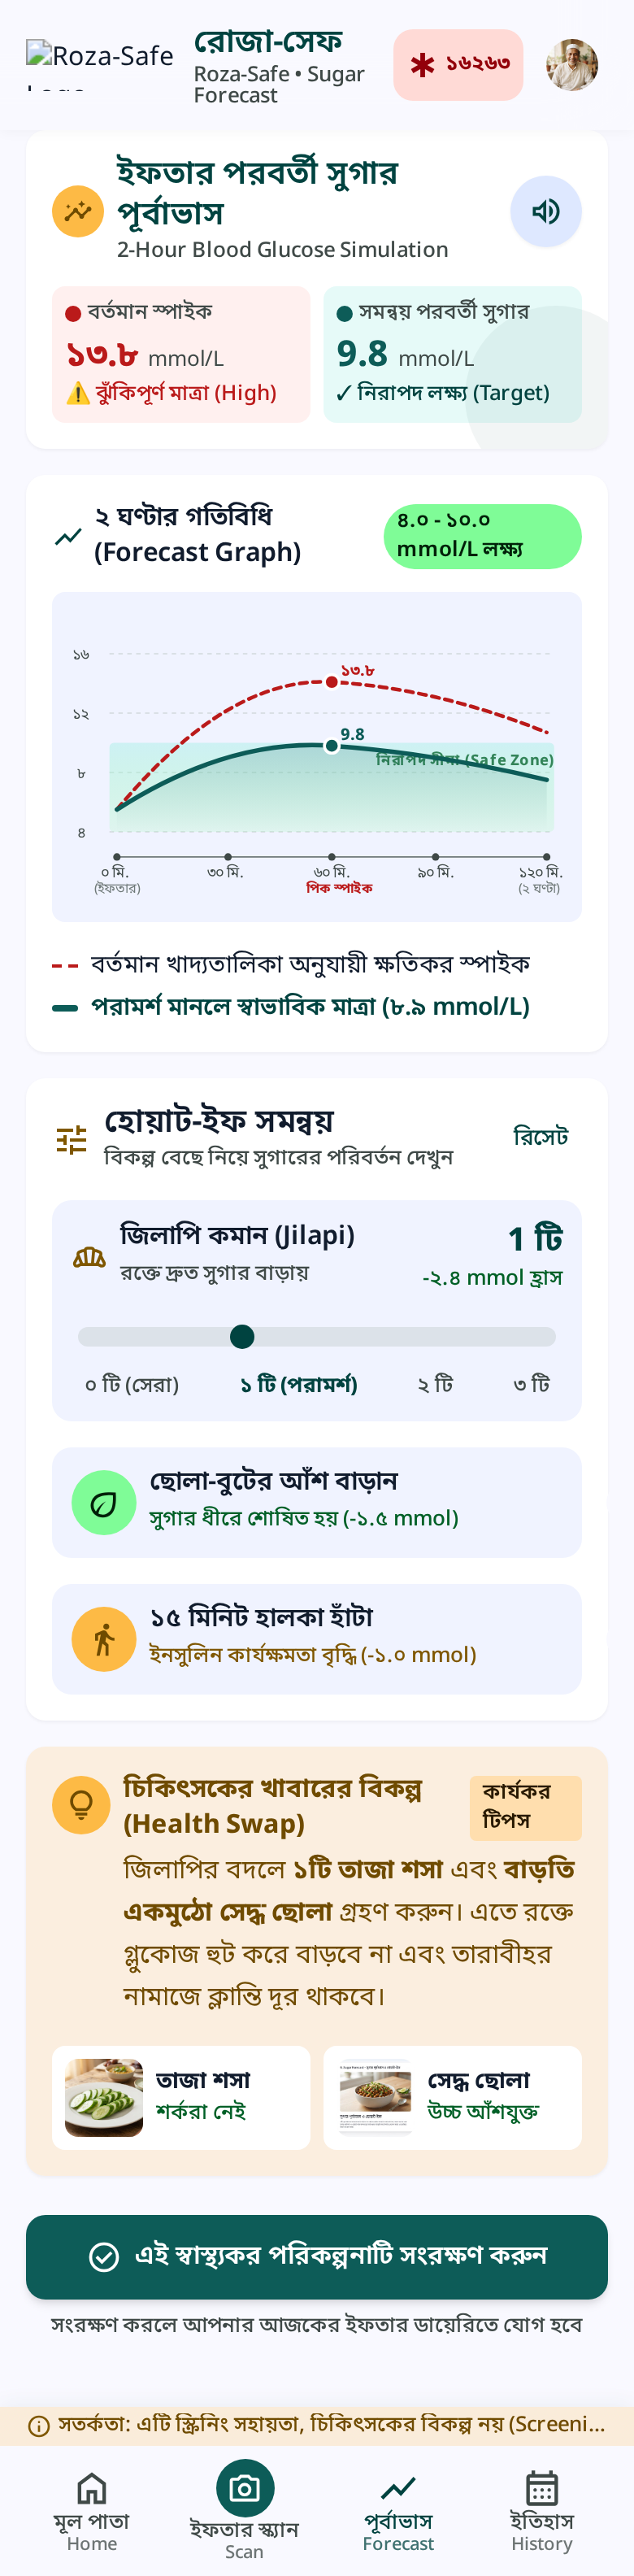 Roza-Safe
রোজা-সেফ
Roza-Safe • Sugar
Forecast
১৬২৬৩
ইফতার পরবর্তী সুগার
পূর্বাভাস
2-Hour Blood Glucose Simulation
বর্তমান স্পাইক
১৩.৮ mmol/L
⚠️ ঝুঁকিপূর্ণ মাত্রা (High)
সমন্বয় পরবর্তী সুগার
9.8 mmol/L
✓ নিরাপদ লক্ষ্য (Target)
২ ঘণ্টার গতিবিধি
(Forecast Graph)
৪.০ - ১০.০
mmol/L লক্ষ্য
১৬
১২
৮
৪
১৩.৮
9.8
নিরাপদ সীমা (Safe Zone)
০ মি.
(ইফতার)
৩০ মি.
৬০ মি.
পিক স্পাইক
৯০ মি.
১২০ মি.
(২ ঘণ্টা)
বর্তমান খাদ্যতালিকা অনুযায়ী ক্ষতিকর স্পাইক
পরামর্শ মানলে স্বাভাবিক মাত্রা (৮.৯ mmol/L)
হোয়াট-ইফ সমন্বয়
বিকল্প বেছে নিয়ে সুগারের পরিবর্তন দেখুন
রিসেট
জিলাপি কমান (Jilapi)
রক্তে দ্রুত সুগার বাড়ায়
1 টি
-২.৪ mmol হ্রাস
০ টি (সেরা)
১ টি (পরামর্শ)
২ টি
৩ টি
ছোলা-বুটের আঁশ বাড়ান
সুগার ধীরে শোষিত হয় (-১.৫ mmol)
১৫ মিনিট হালকা হাঁটা
ইনসুলিন কার্যক্ষমতা বৃদ্ধি (-১.০ mmol)
চিকিৎসকের খাবারের বিকল্প
(Health Swap)
কার্যকর
টিপস
জিলাপির বদলে ১টি তাজা শসা এবং বাড়তি
একমুঠো সেদ্ধ ছোলা গ্রহণ করুন। এতে রক্তে
গ্লুকোজ হুট করে বাড়বে না এবং তারাবীহর
নামাজে ক্লান্তি দূর থাকবে।
তাজা শসা
শর্করা নেই
সেদ্ধ ছোলা
উচ্চ আঁশযুক্ত
এই স্বাস্থ্যকর পরিকল্পনাটি সংরক্ষণ করুন
সংরক্ষণ করলে আপনার আজকের ইফতার ডায়েরিতে যোগ হবে
সতর্কতা: এটি স্ক্রিনিং সহায়তা, চিকিৎসকের বিকল্প নয় (Screeni...
মূল পাতা
Home
ইফতার স্ক্যান
Scan
পূর্বাভাস
Forecast
ইতিহাস
History